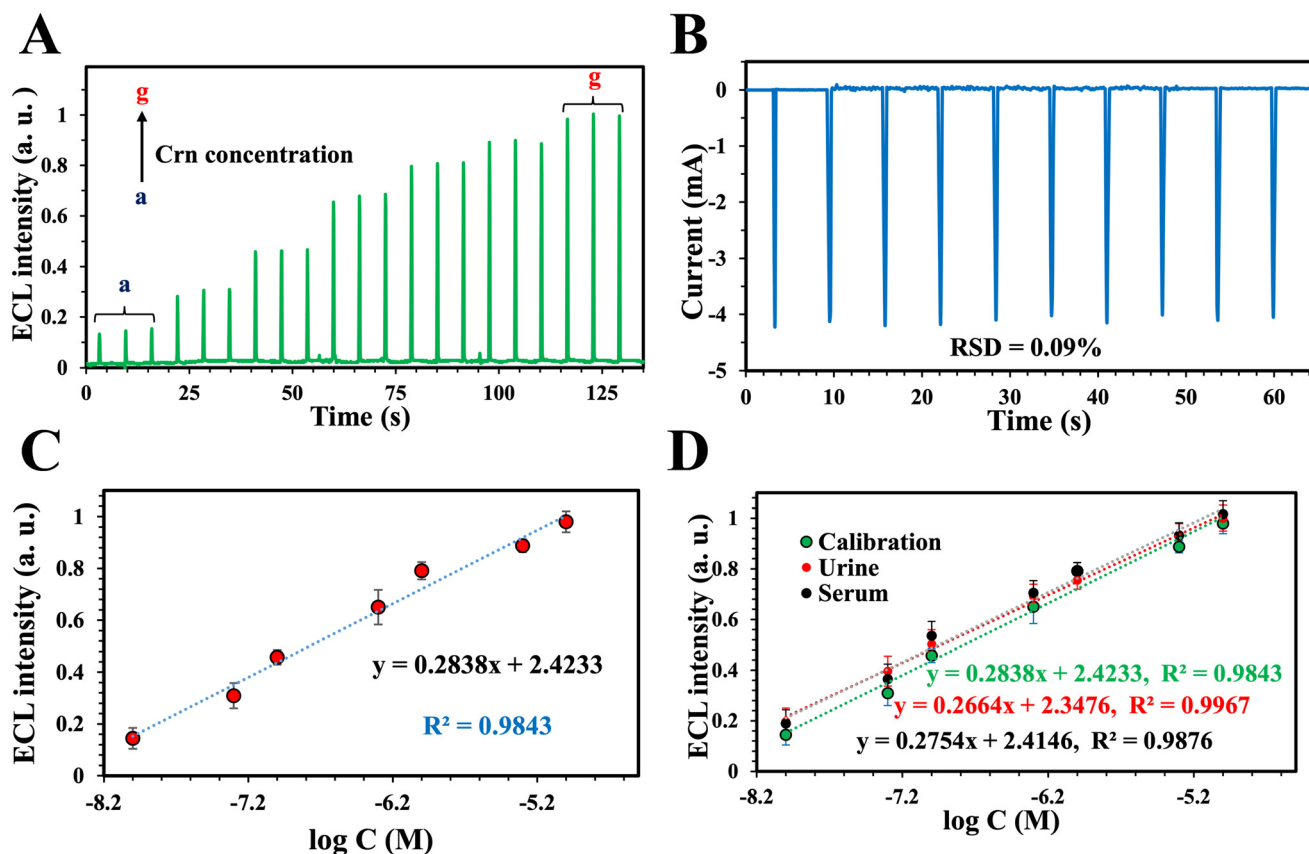 A
ECL intensity (a. u.)
1
0.8
0.6
0.4
0.2
0
g
Crn concentration
a
a
g
0 25 50 75 100 125
Time (s)
B
Current (mA)
0
-1
-2
-3
-4
-5
RSD = 0.09%
0 10 20 30 40 50 60
Time (s)
C
ECL intensity (a. u.)
1
0.8
0.6
0.4
0.2
0
y = 0.2838x + 2.4233
R² = 0.9843
-8.2 -7.2 -6.2 -5.2
log C (M)
D
ECL intensity (a. u.)
1
0.8
0.6
0.4
0.2
0
Calibration
Urine
Serum
y = 0.2838x + 2.4233, R² = 0.9843
y = 0.2664x + 2.3476, R² = 0.9967
y = 0.2754x + 2.4146, R² = 0.9876
-8.2 -7.2 -6.2 -5.2
log C (M)